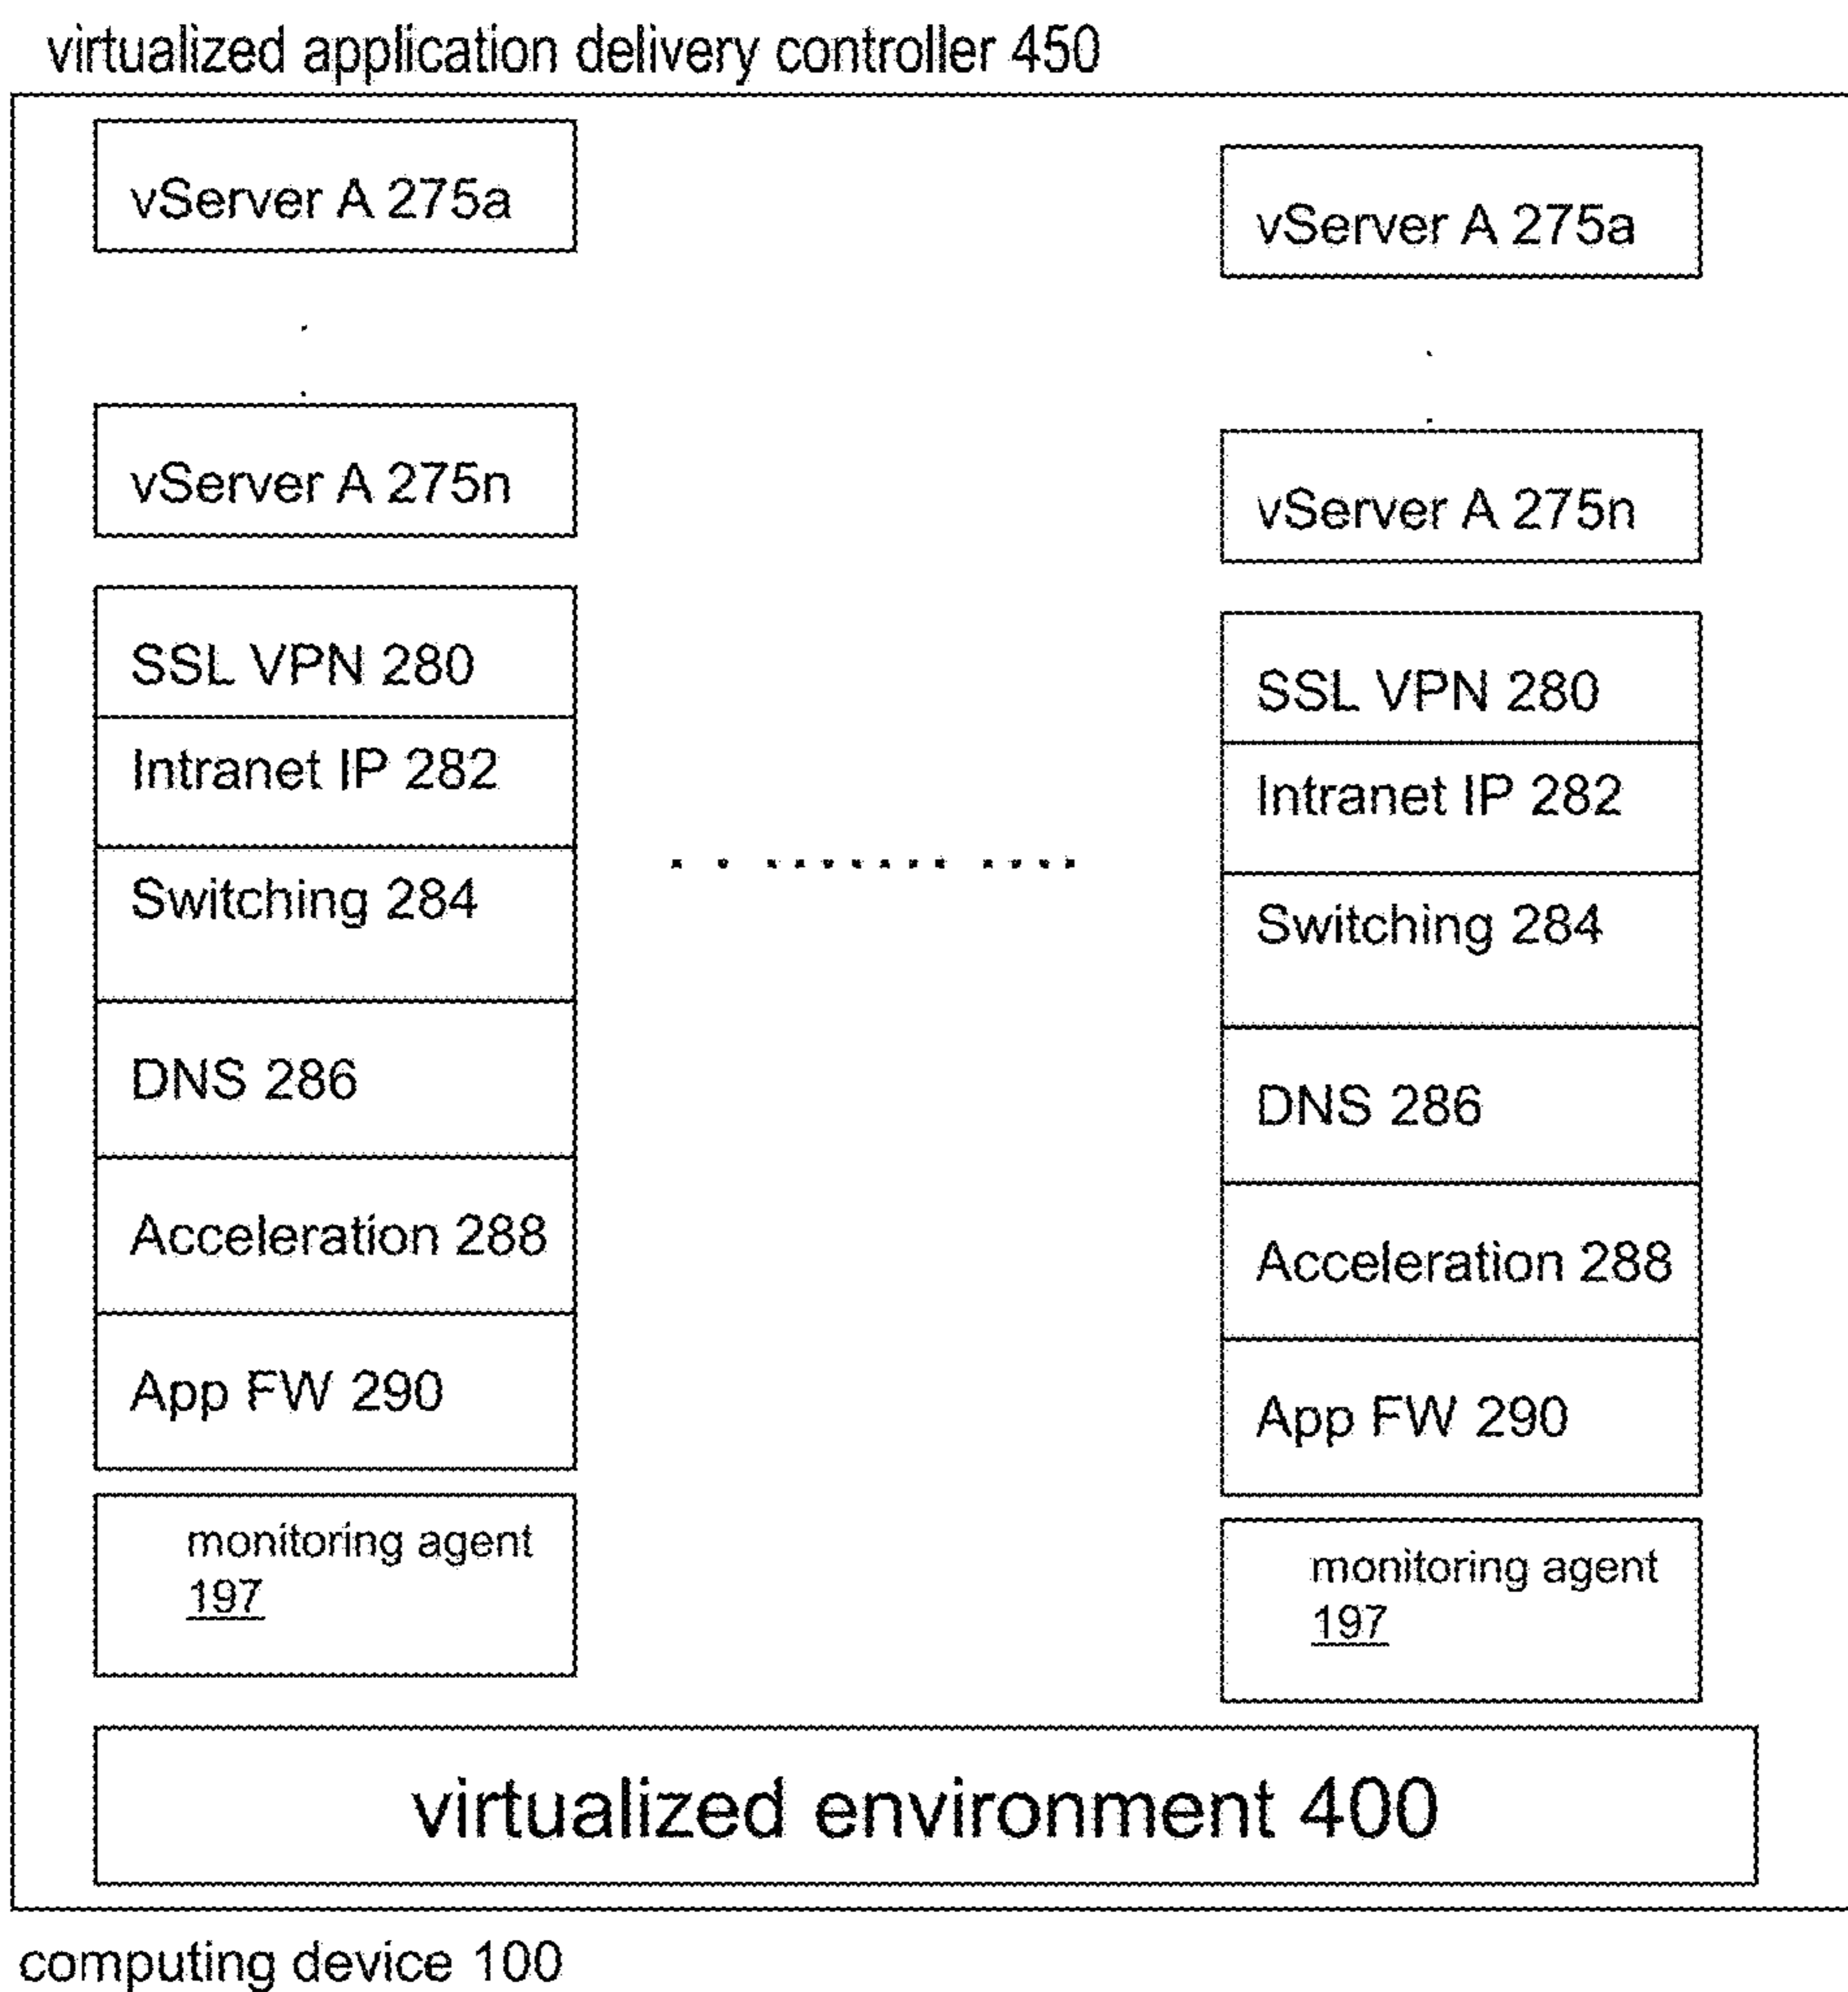 virtualized application delivery controller 450
vServer A 275a
vServer A 275n
SSL VPN 280
Intranet IP 282
Switching 284
DNS 286
Acceleration 288
App FW 290
monitoring agent
197
vServer A 275a
vServer A 275n
SSL VPN 280
Intranet IP 282
Switching 284
DNS 286
Acceleration 288
App FW 290
monitoring agent
197
virtualized environment 400
computing device 100